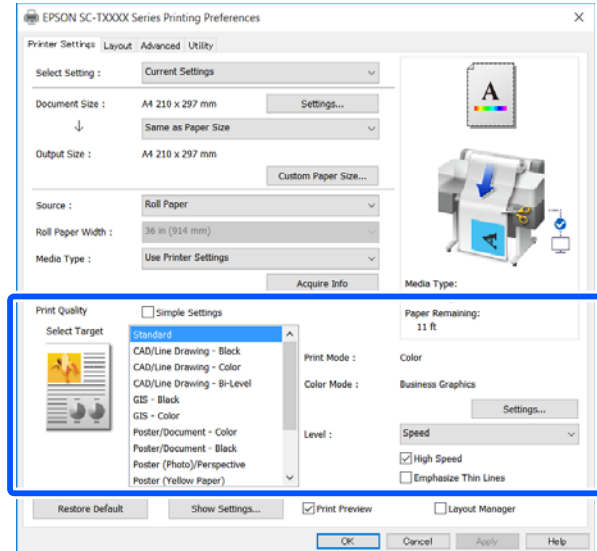 EPSON SC-TXXXX Series Printing Preferences
Printer Settings Layout Advanced Utility
Select Setting : Current Settings
Document Size : A4 210 x 297 mm Settings...
Same as Paper Size
Output Size : A4 210 x 297 mm
Custom Paper Size...
Source : Roll Paper
Roll Paper Width : 36 in (914 mm)
Media Type : Use Printer Settings
Acquire Info
A
A
Media Type:
Print Quality Simple Settings
Paper Remaining:
11 ft
Select Target
Standard
CAD/Line Drawing - Black
CAD/Line Drawing - Color
CAD/Line Drawing - Bi-Level
GIS - Black
GIS - Color
Poster/Document - Color
Poster/Document - Black
Poster (Photo)/Perspective
Poster (Yellow Paper)
Print Mode : Color
Color Mode : Business Graphics
Settings...
Level : Speed
High Speed
Emphasize Thin Lines
Restore Default Show Settings... Print Preview Layout Manager
OK Cancel Apply Help